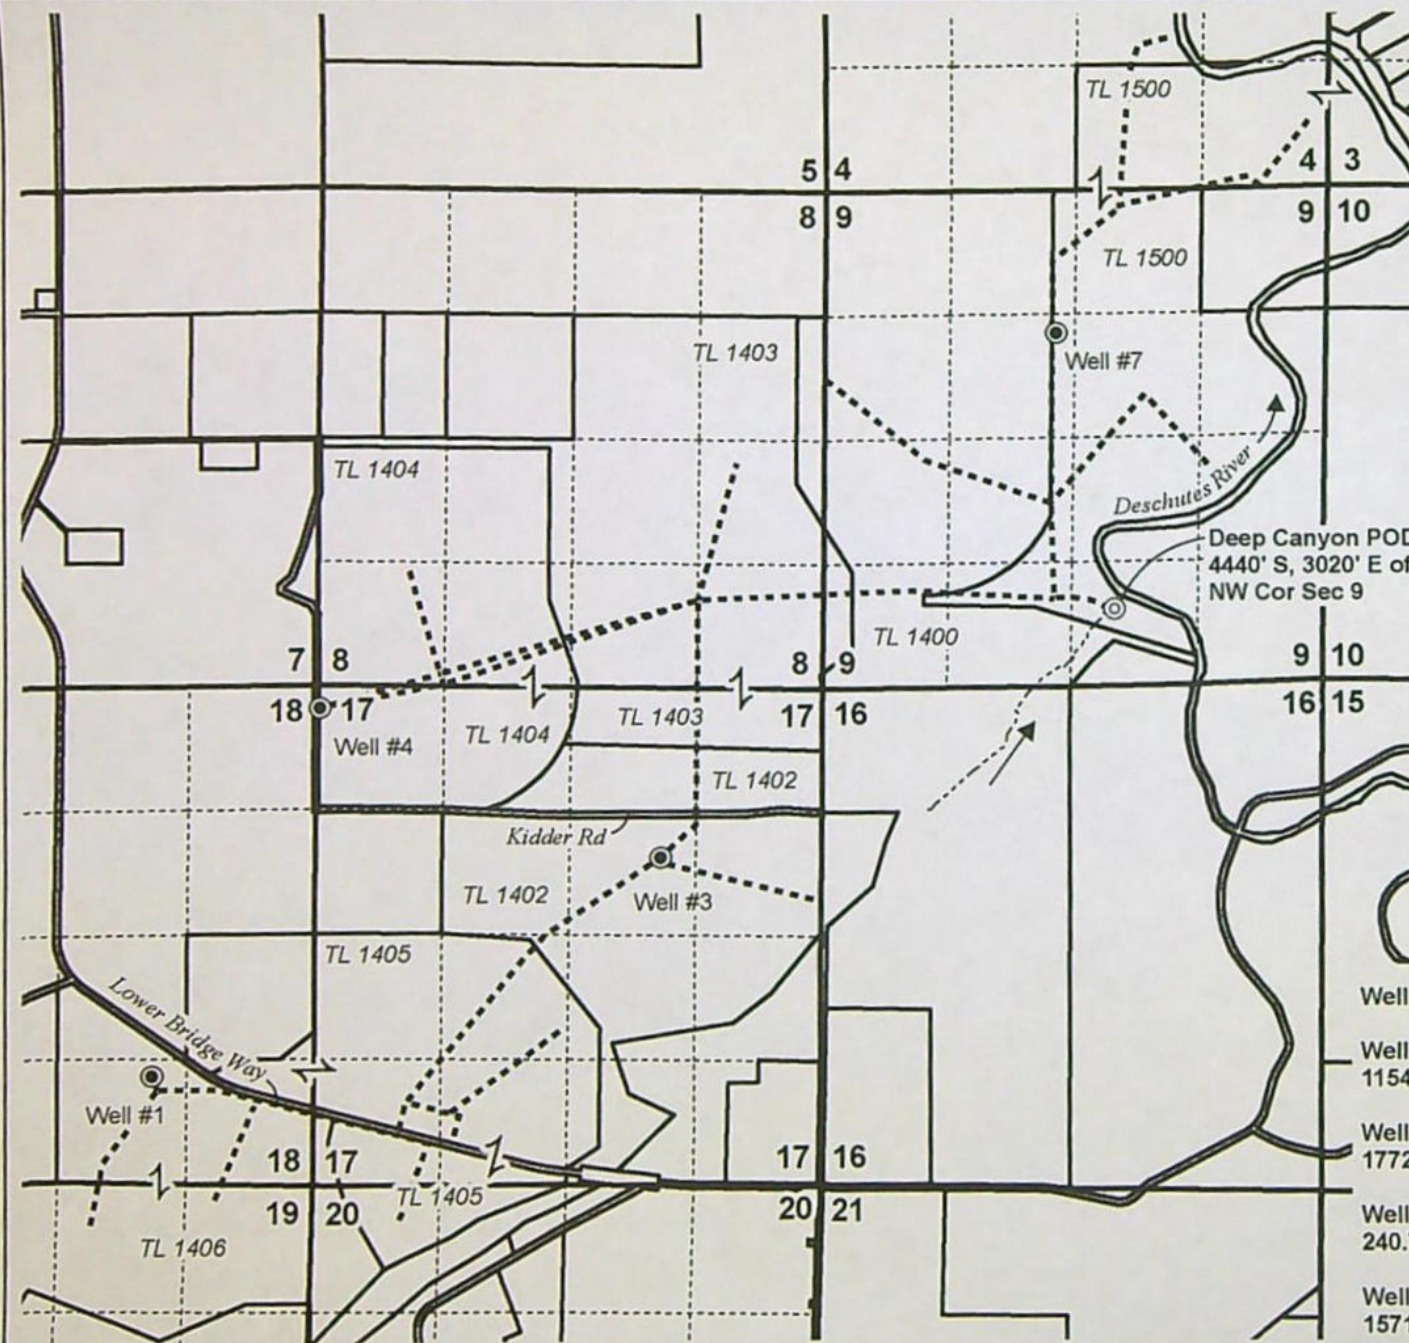 TL 1500
5 4
4 3
8 9
9 10
TL 1500
TL 1403
Well #7
TL 1404
Deschutes River
Deep Canyon POD
4440' S, 3020' E of
NW Cor Sec 9
TL 1400
7 8
8 9
9 10
18 17
17 16
16 15
TL 1403
TL 1404
Well #4
TL 1402
Kidder Rd
TL 1402
Well #3
TL 1405
Lower Bridge Way
Well
Well
1154
Well #1
Well
1772
18 17
17 16
TL 1405
19 20
20 21
Well
240.
TL 1406
Well
1571